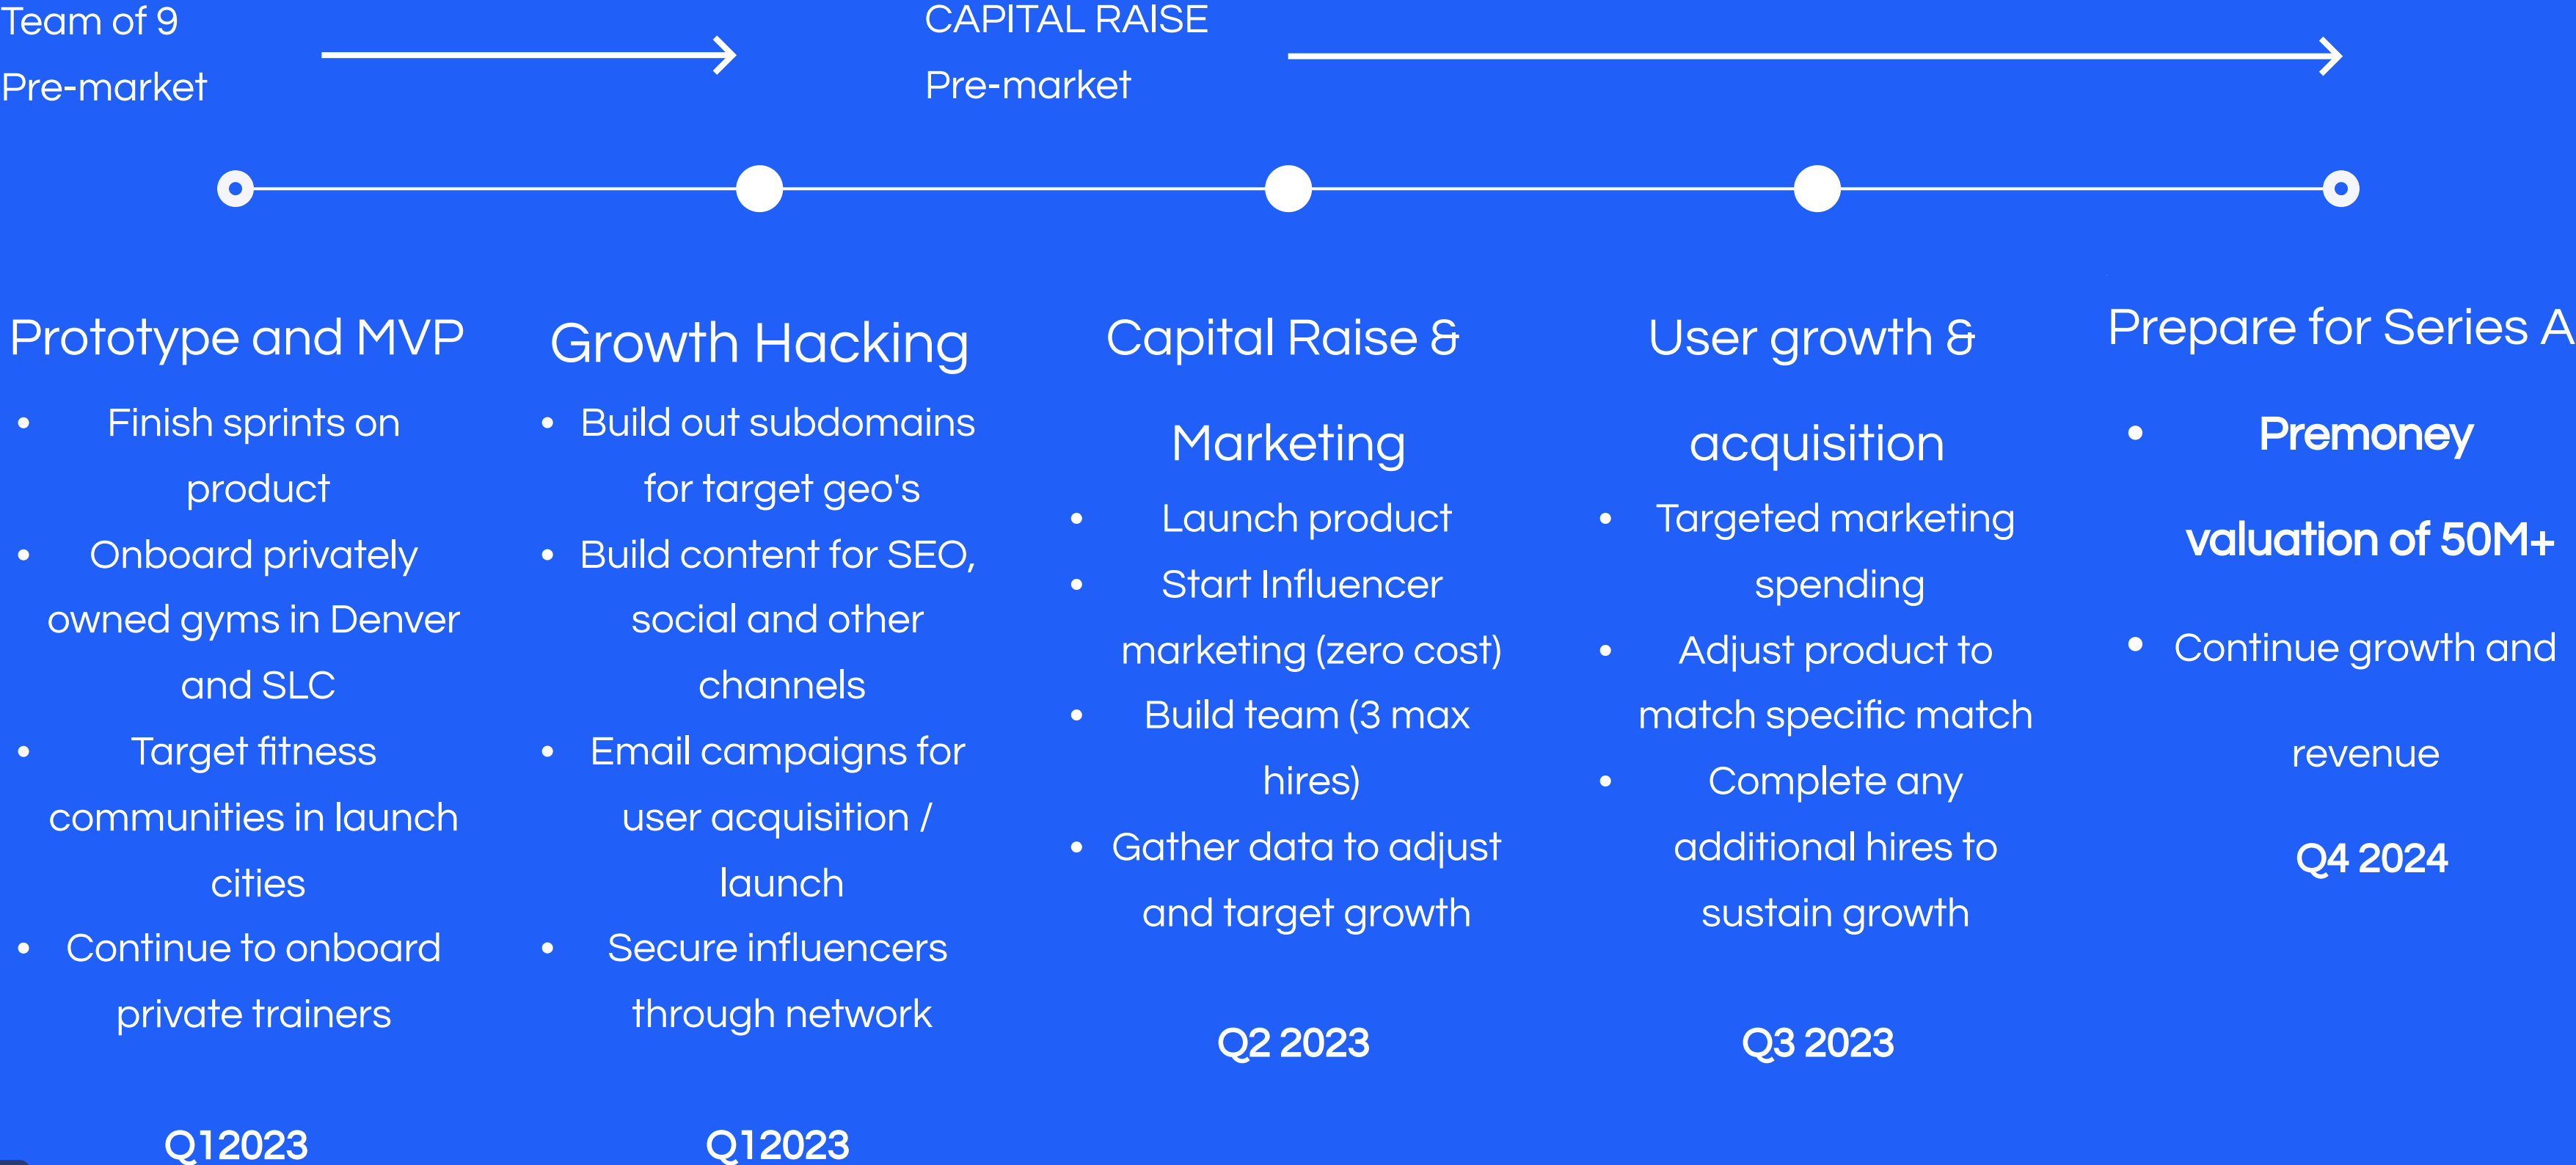 Team of 9
Pre-market
CAPITAL RAISE
Pre-market
Prototype and MVP
• Finish sprints on
product
• Onboard privately
owned gyms in Denver
and SLC
• Target fitness
communities in launch
cities
• Continue to onboard
private trainers
Q12023
Growth Hacking
• Build out subdomains
for target geo's
• Build content for SEO,
social and other
channels
• Email campaigns for
user acquisition /
launch
• Secure influencers
through network
Q12023
Capital Raise &
Marketing
• Launch product
• Start Influencer
marketing (zero cost)
• Build team (3 max
hires)
• Gather data to adjust
and target growth
Q2 2023
User growth &
acquisition
• Targeted marketing
spending
• Adjust product to
match specific match
• Complete any
additional hires to
sustain growth
Q3 2023
Prepare for Series A
• Premoney
valuation of 50M+
• Continue growth and
revenue
Q4 2024